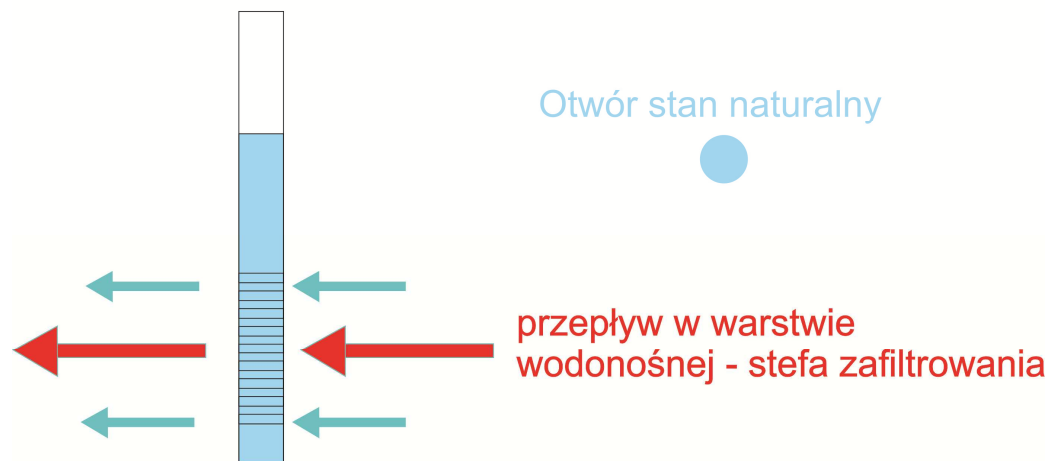 Otwór stan naturalny
przepływ w warstwie
wodonośnej - stefa zafiltrowania